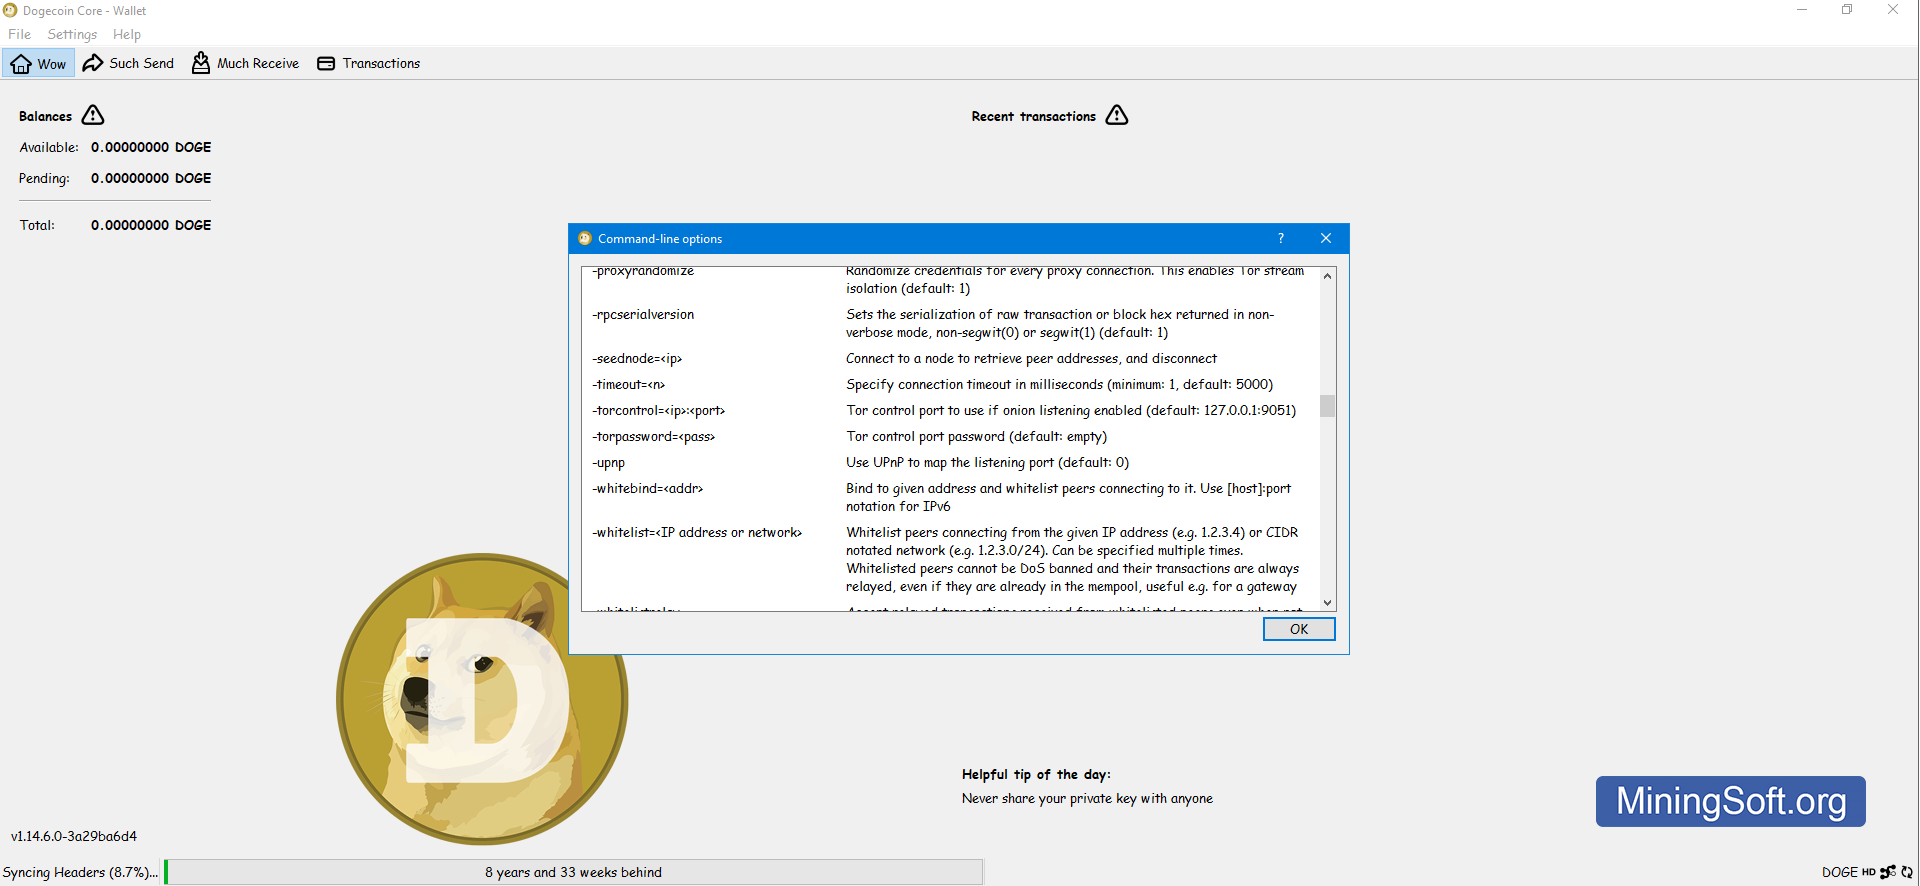 Dogecoin Core - Wallet
File Settings Help
Wow Such Send Much Receive Transactions
Balances
Available: 0.00000000 DOGE
Pending: 0.00000000 DOGE
Total: 0.00000000 DOGE
Recent transactions
Command-line options
?
-proxyrandomize Randomize credentials for every proxy connection. This enables Tor stream
isolation (default: 1)
-rpcserialversion Sets the serialization of raw transaction or block hex returned in non-
verbose mode, non-segwit(0) or segwit(1) (default: 1)
-seednode=<ip> Connect to a node to retrieve peer addresses, and disconnect
-timeout=<n> Specify connection timeout in milliseconds (minimum: 1, default: 5000)
-torcontrol=<ip>:<port> Tor control port to use if onion listening enabled (default: 127.0.0.1:9051)
-torpassword=<pass> Tor control port password (default: empty)
-upnp Use UPnP to map the listening port (default: 0)
-whitebind=<addr> Bind to given address and whitelist peers connecting to it. Use [host]:port
notation for IPv6
-whitelist=<IP address or network> Whitelist peers connecting from the given IP address (e.g. 1.2.3.4) or CIDR
notated network (e.g. 1.2.3.0/24). Can be specified multiple times.
Whitelisted peers cannot be DoS banned and their transactions are always
relayed, even if they are already in the mempool, useful e.g. for a gateway
-whitelistrelay Accept relayed transactions received from whitelisted peers even when not
OK
D
Helpful tip of the day:
Never share your private key with anyone
MiningSoft.org
v1.14.6.0-3a29ba6d4
Syncing Headers (8.7%)... 8 years and 33 weeks behind
DOGE HD